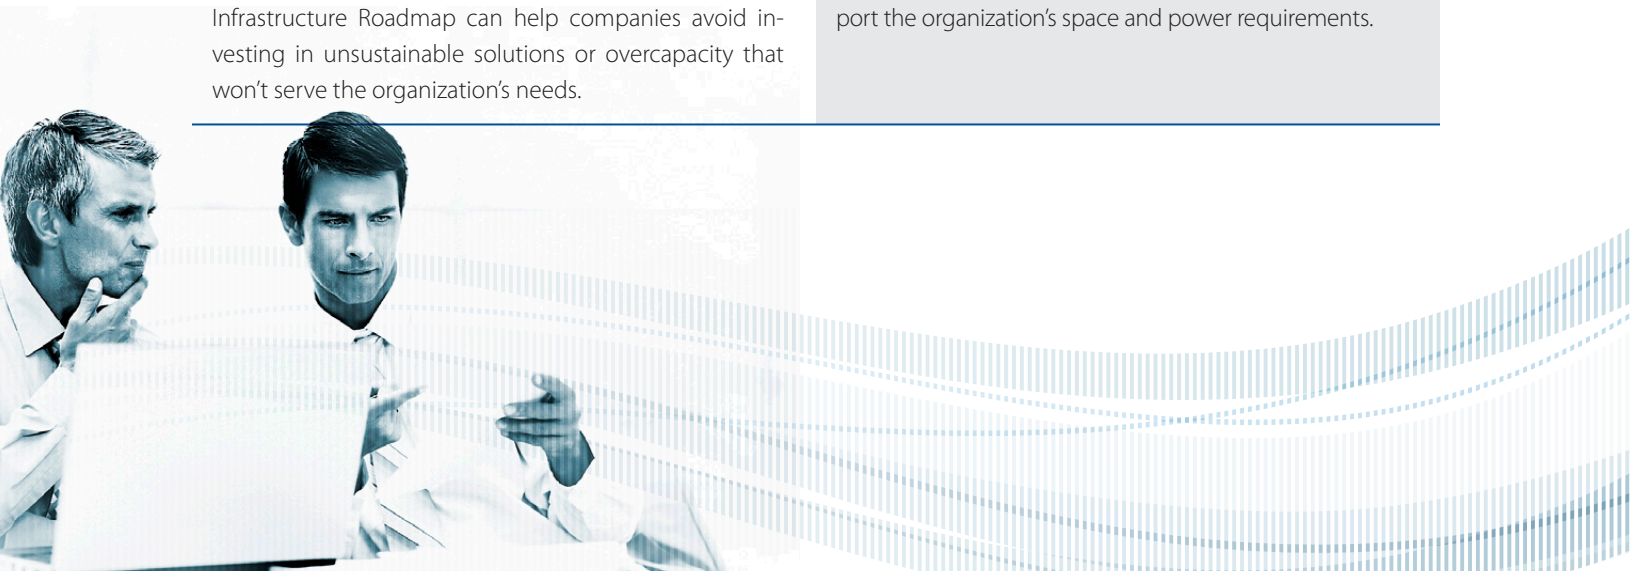 Infrastructure Roadmap can help companies avoid in-
vesting in unsustainable solutions or overcapacity that
won’t serve the organization’s needs.
port the organization’s space and power requirements.